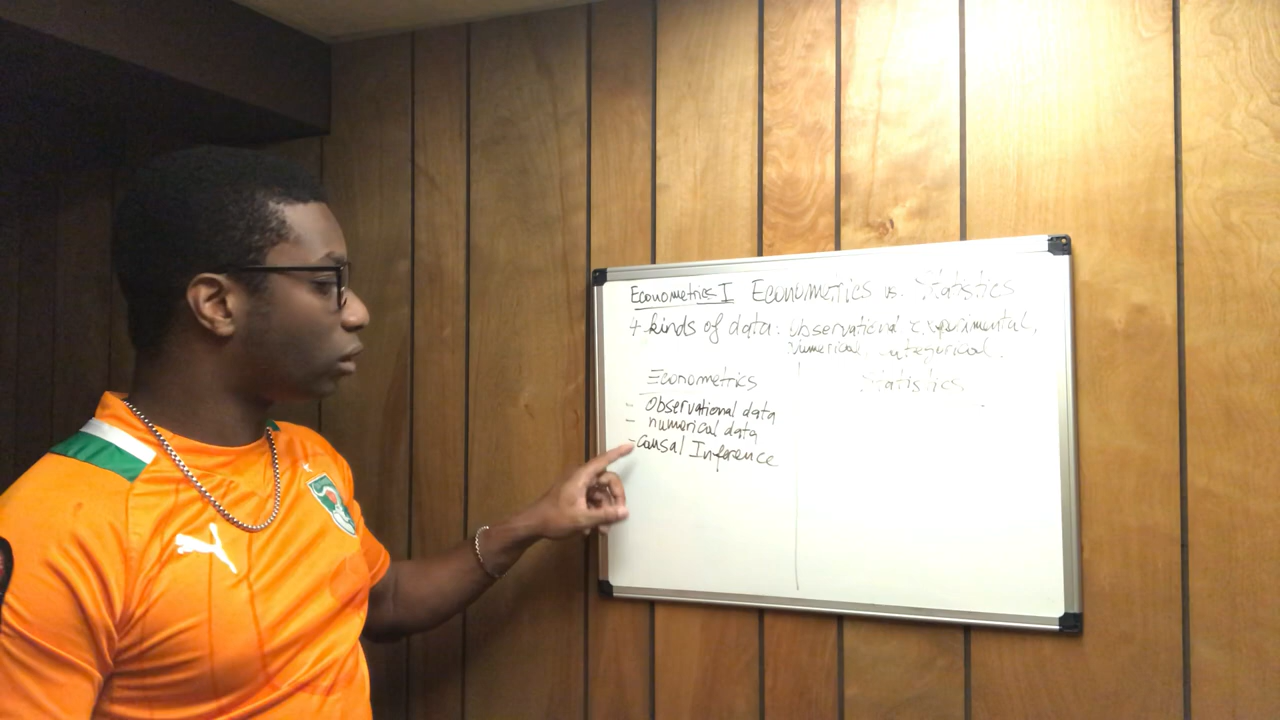 Econometrics I Econometrics vs. Statistics
4 kinds of data: Observational experimental,
Numerical categorical.
Econometrics Statistics
- Observational data
- numerical data
- Causal Inference